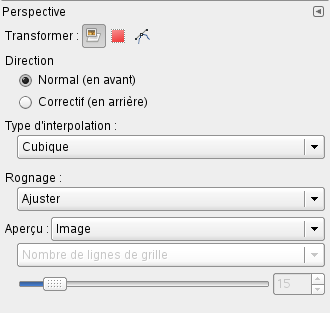 Perspective
Transformer :
Direction
Normal (en avant)
Correctif (en arrière)
Type d'interpolation :
Cubique
Rognage :
Ajuster
Aperçu : Image
Nombre de lignes de grille
15